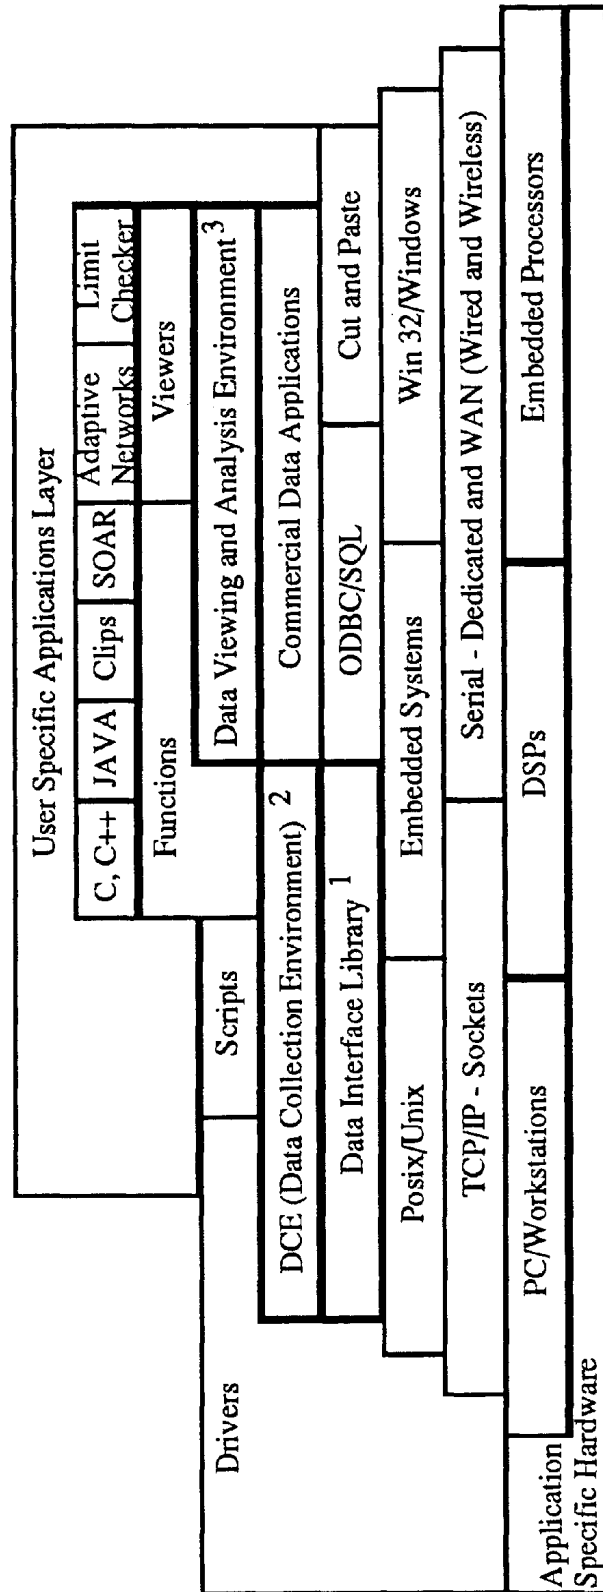 User Specific Applications Layer
C, C++
JAVA
Clips
SOAR
Adaptive
Networks
Limit
Checker
Functions
Viewers
Drivers
Scripts
Data Viewing and Analysis Environment 3
DCE (Data Collection Environment) 2
Commercial Data Applications
Data Interface Library 1
ODBC/SQL
Cut and Paste
Posix/Unix
Embedded Systems
Win 32/Windows
TCP/IP - Sockets
Serial - Dedicated and WAN (Wired and Wireless)
Application
Specific Hardware
PC/Workstations
DSPs
Embedded Processors